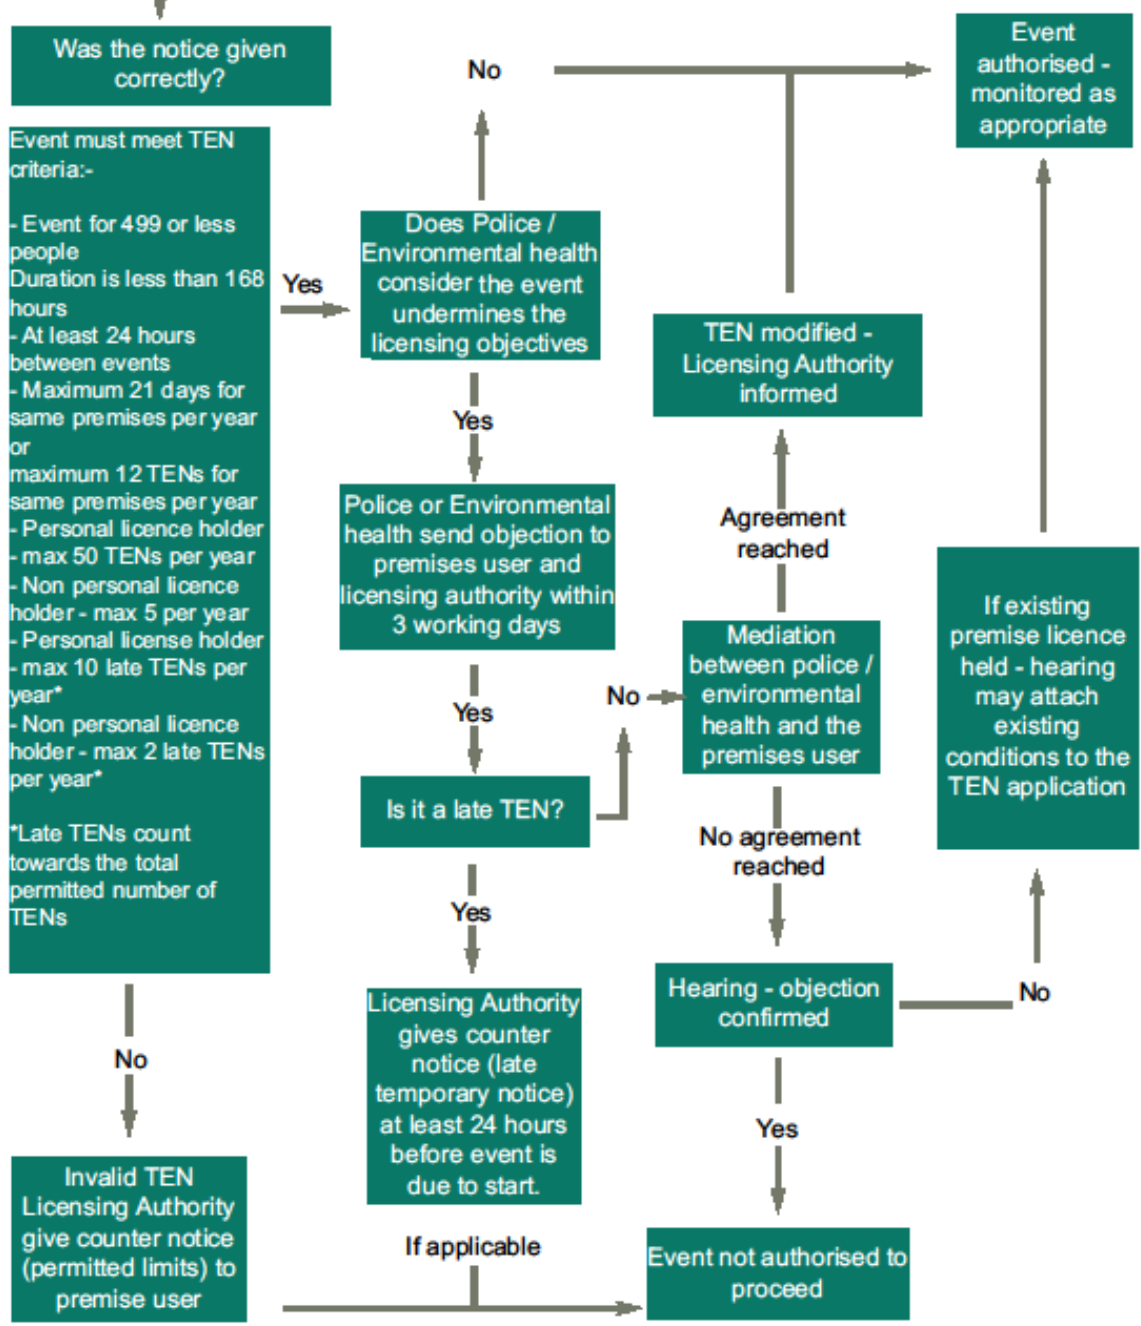 Was the notice given
correctly?
Event must meet TEN
criteria:-
- Event for 499 or less
people
Duration is less than 168
hours
- At least 24 hours
between events
- Maximum 21 days for
same premises per year
or
maximum 12 TENs for
same premises per year
- Personal licence holder
- max 50 TENs per year
- Non personal licence
holder - max 5 per year
- Personal license holder
- max 10 late TENs per
year*
- Non personal licence
holder - max 2 late TENs
per year*
*Late TENs count
towards the total
permitted number of
TENs
No
Invalid TEN
Licensing Authority
give counter notice
(permitted limits) to
premise user
Yes
Does Police /
Environmental health
consider the event
undermines the
licensing objectives
No
Yes
Police or Environmental
health send objection to
premises user and
licensing authority within
3 working days
Yes
Is it a late TEN?
No
Yes
Licensing Authority
gives counter
notice (late
temporary notice)
at least 24 hours
before event is
due to start.
If applicable
TEN modified -
Licensing Authority
informed
Agreement
reached
Mediation
between police /
environmental
health and the
premises user
No agreement
reached
Hearing - objection
confirmed
Yes
Event not authorised to
proceed
No
If existing
premise licence
held - hearing
may attach
existing
conditions to the
TEN application
Event
authorised -
monitored as
appropriate